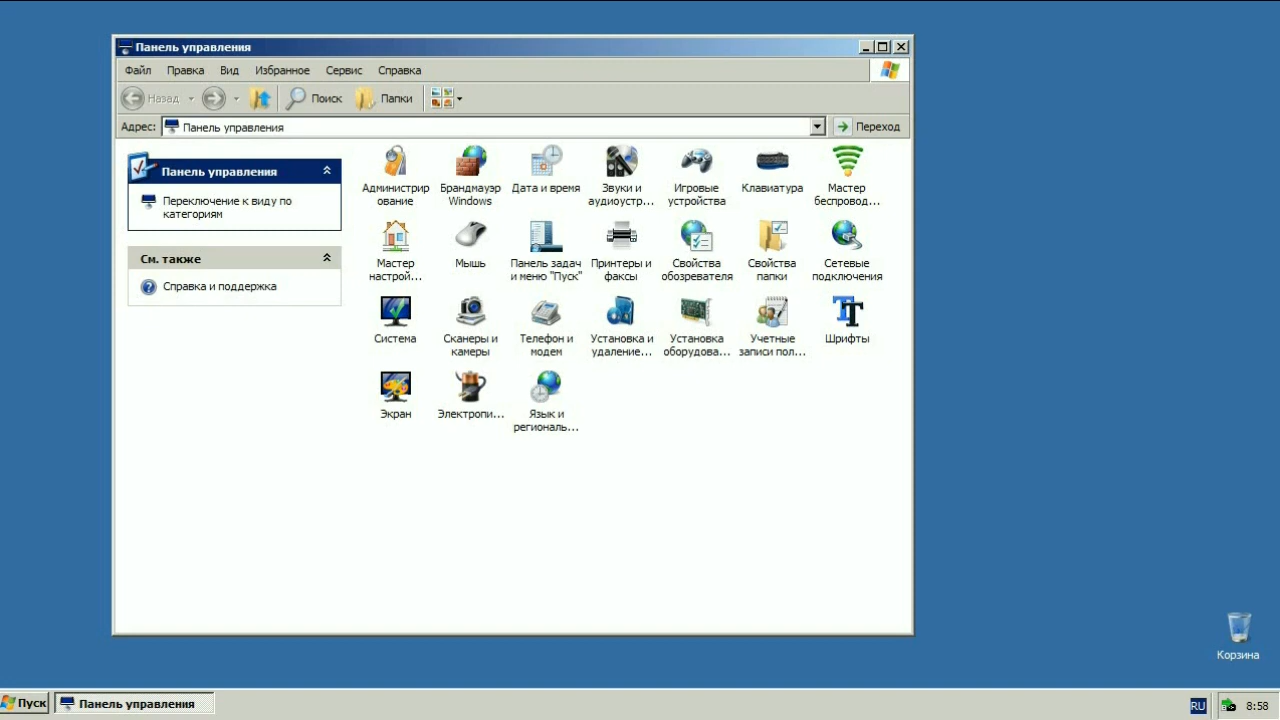 Панель управления
Файл Правка Вид Избранное Сервис Справка
Назад Поиск Папки
Адрес: Панель управления Переход
Панель управления
Переключение к виду по
категориям
См. также
Справка и поддержка
Администрир
ование
Брандмауэр
Windows
Дата и время
Звуки и
аудиоустр...
Игровые
устройства
Клавиатура
Мастер
беспровод...
Мастер
настрой...
Мышь
Панель задач
и меню "Пуск"
Принтеры и
факсы
Свойства
обозревателя
Свойства
папки
Сетевые
подключения
Система
Сканеры и
камеры
Телефон и
модем
Установка и
удаление...
Установка
оборудова...
Учетные
записи пол...
Шрифты
Экран
Электропи...
Язык и
региональ...
Корзина
Пуск Панель управления RU 8:58